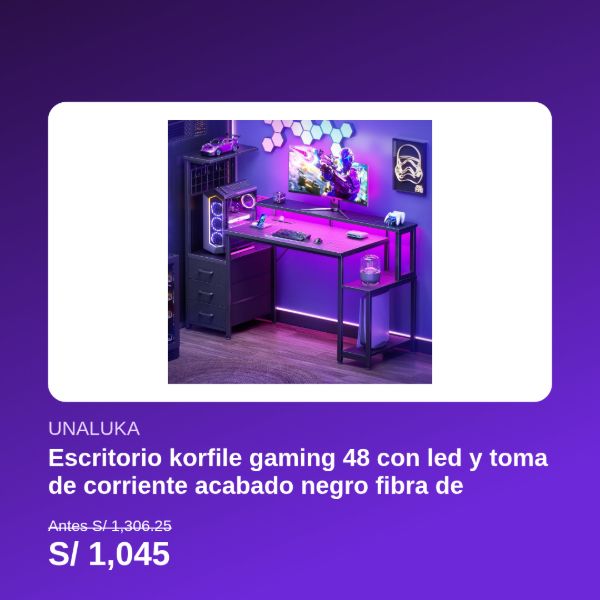 UNALUKA
Escritorio korfile gaming 48 con led y toma
de corriente acabado negro fibra de
Antes S/ 1,306.25
S/ 1,045